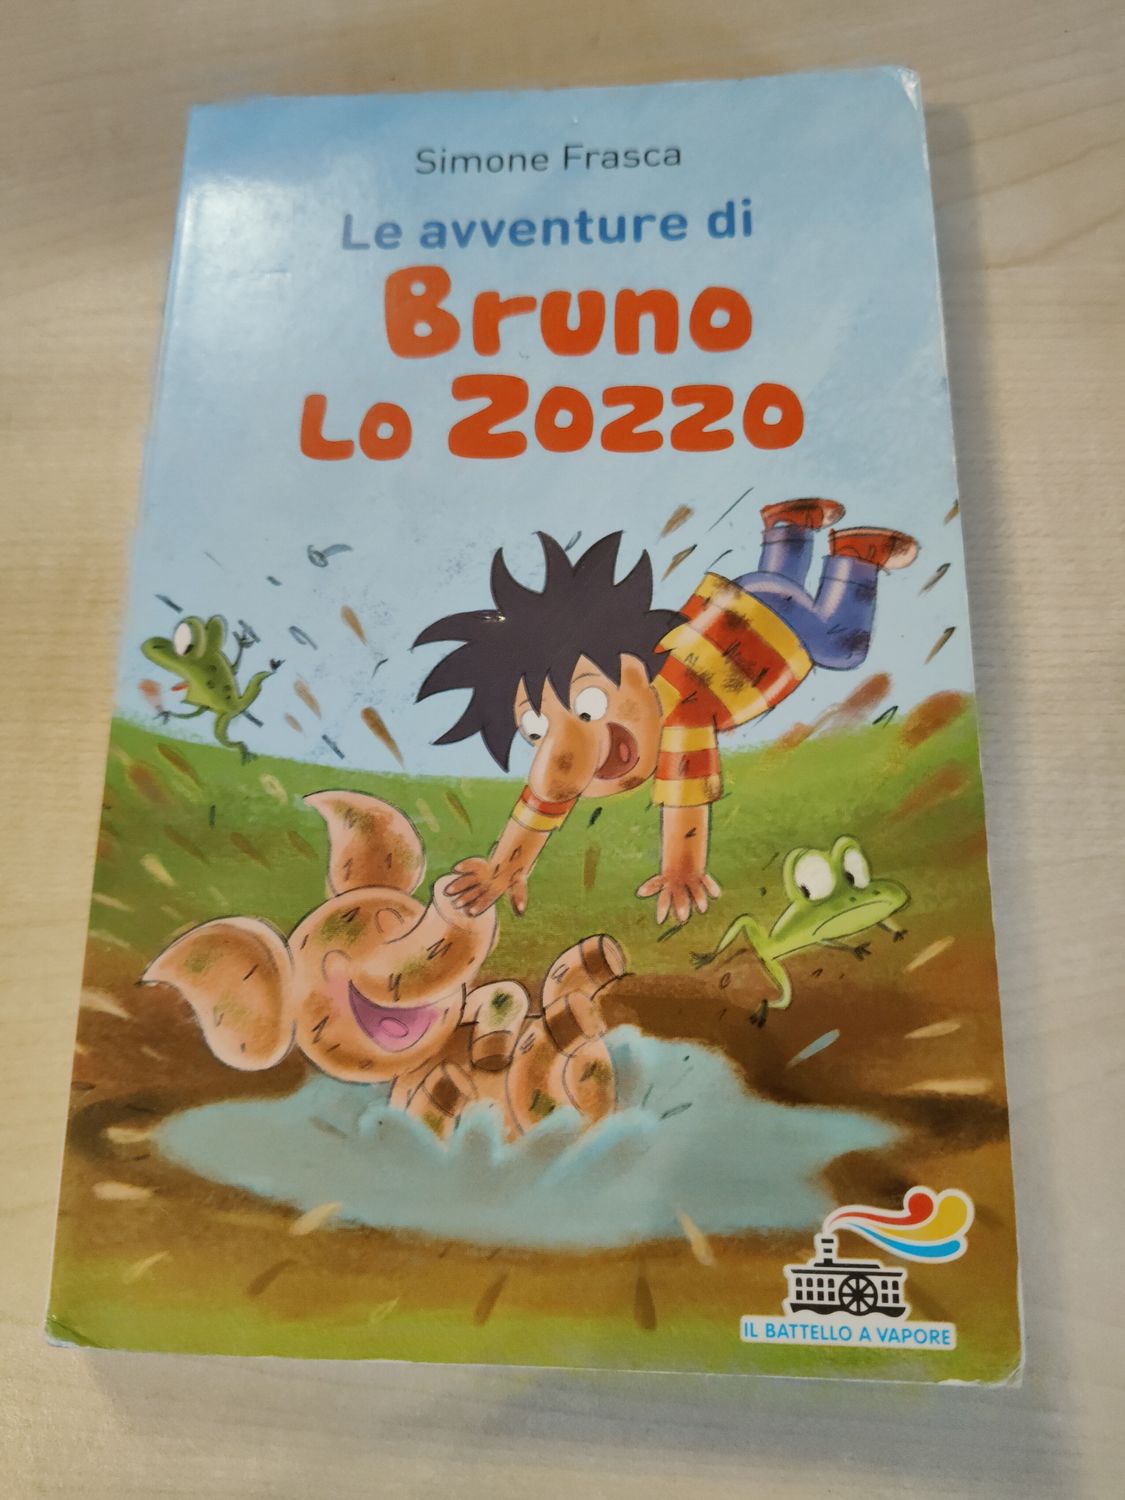 Simone Frasca
Le avventure di
Bruno
Lo Zozzo
IL BATTELLO A VAPORE